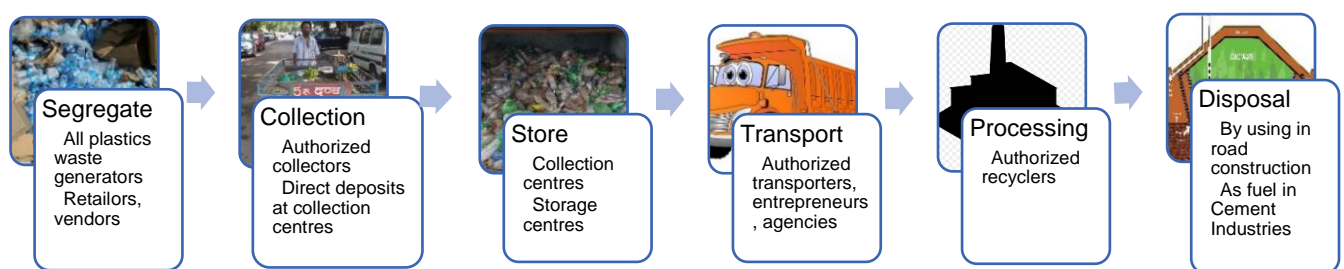 Segregate
All plastics
waste
generators
Retailors,
vendors
Collection
Authorized
collectors
Direct deposits
at collection
centres
Store
Collection
centres
Storage
centres
Transport
Authorized
transporters,
entrepreneurs
, agencies
Processing
Authorized
recyclers
Disposal
By using in
road
construction
As fuel in
Cement
Industries